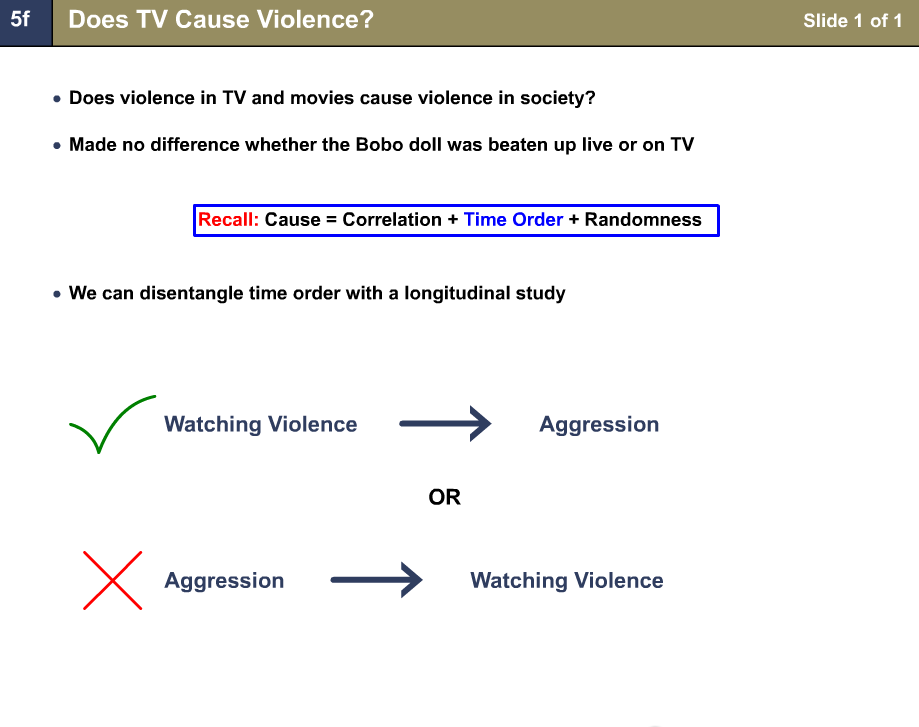 5f
Does TV Cause Violence?
Slide 1 of 1
Does violence in TV and movies cause violence in society?
Made no difference whether the Bobo doll was beaten up live or on TV
Recall: Cause = Correlation + Time Order + Randomness
We can disentangle time order with a longitudinal study
Watching Violence
Aggression
OR
Aggression
Watching Violence